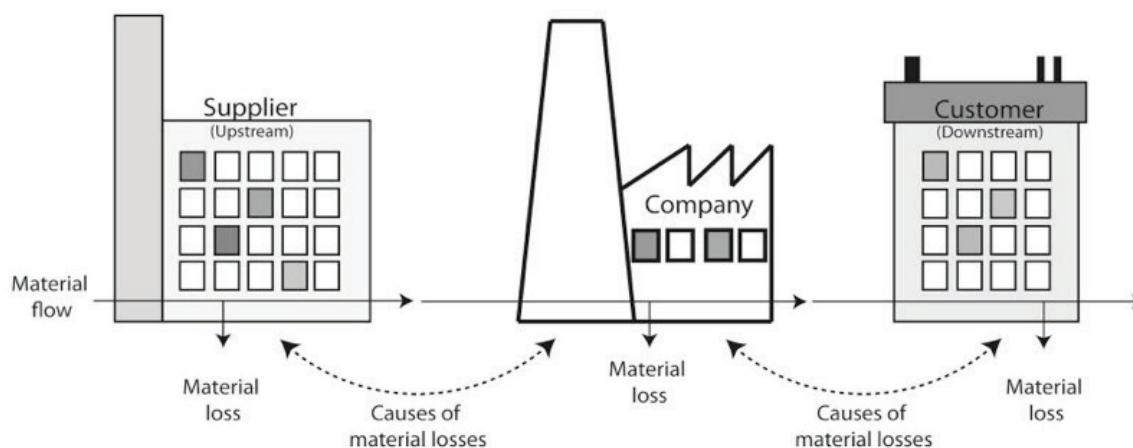 Supplier
(Upstream)
Customer
(Downstream)
Company
Material
flow
Material
loss
Causes of
material losses
Material
loss
Causes of
material losses
Material
loss